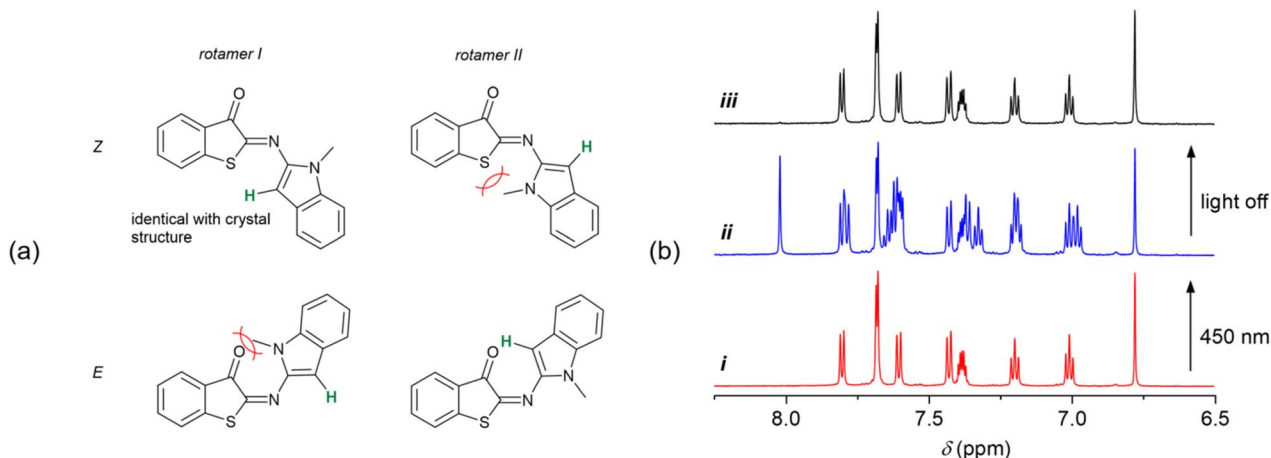 (a)
rotamer I
rotamer II
Z
O
N
S
N
H
identical with crystal
structure
O
N
S
H
N
E
O
N
N
S
H
O
H
N
N
S
(b)
iii
ii
i
light off
450 nm
8.0
7.5
7.0
6.5
δ (ppm)